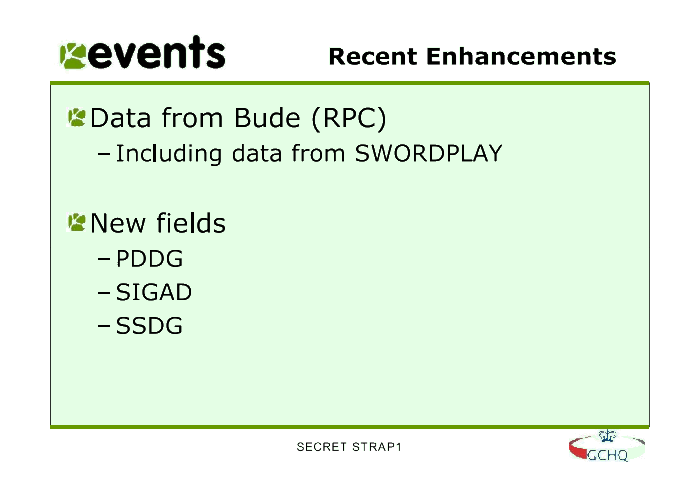 events
Recent Enhancements
Data from Bude (RPC)
– Including data from SWORDPLAY
New fields
– PDDG
– SIGAD
– SSDG
SECRET STRAP1
GCHQ